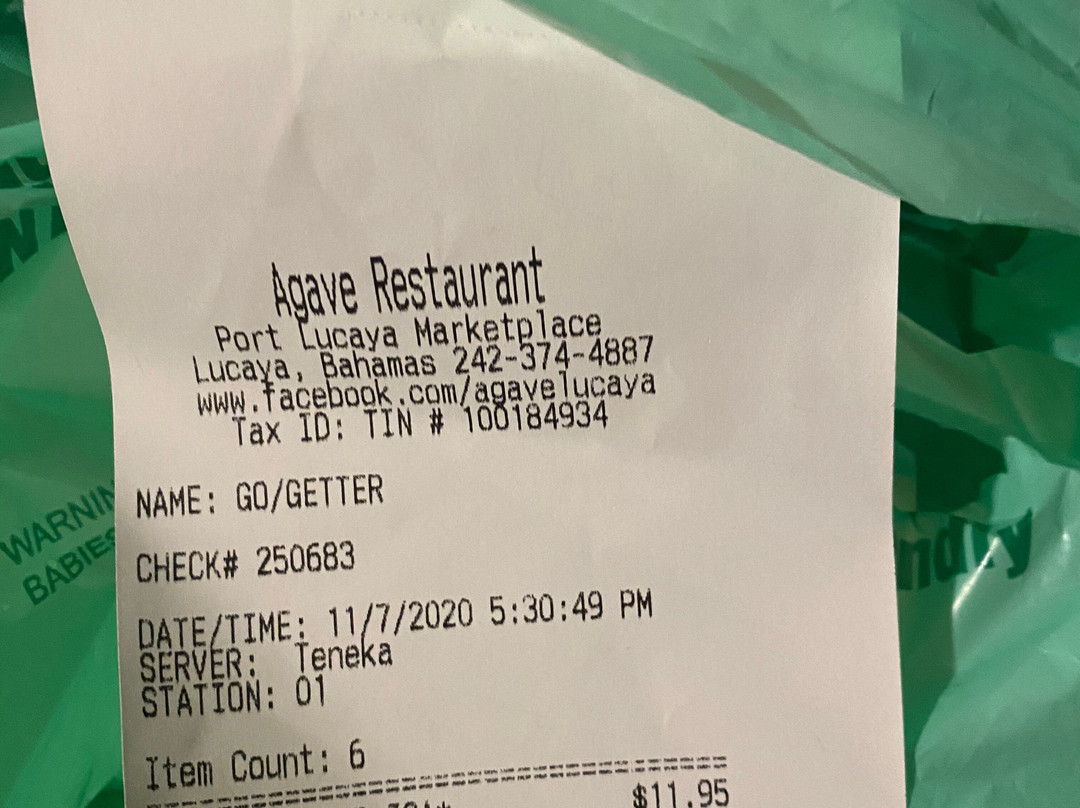 Agave Restaurant
Port Lucaya Marketplace
Lucaya, Bahamas 242-374-4887
www.facebook.com/agavelucaya
Tax ID: TIN # 100184934
NAME: GO/GETTER
CHECK# 250683
DATE/TIME: 11/7/2020 5:30:49 PM
SERVER: Teneka
STATION: 01
Item Count: 6
$11.95
WARNIN
BABIES